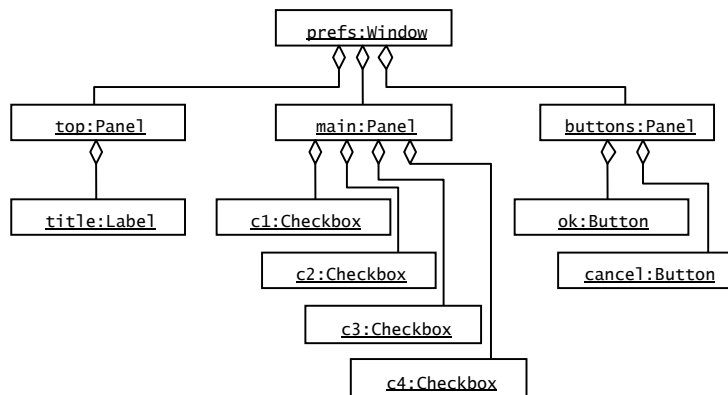 prefs:Window
top:Panel
main:Panel
buttons:Panel
title:Label
c1:Checkbox
ok:Button
c2:Checkbox
cancel:Button
c3:Checkbox
c4:Checkbox